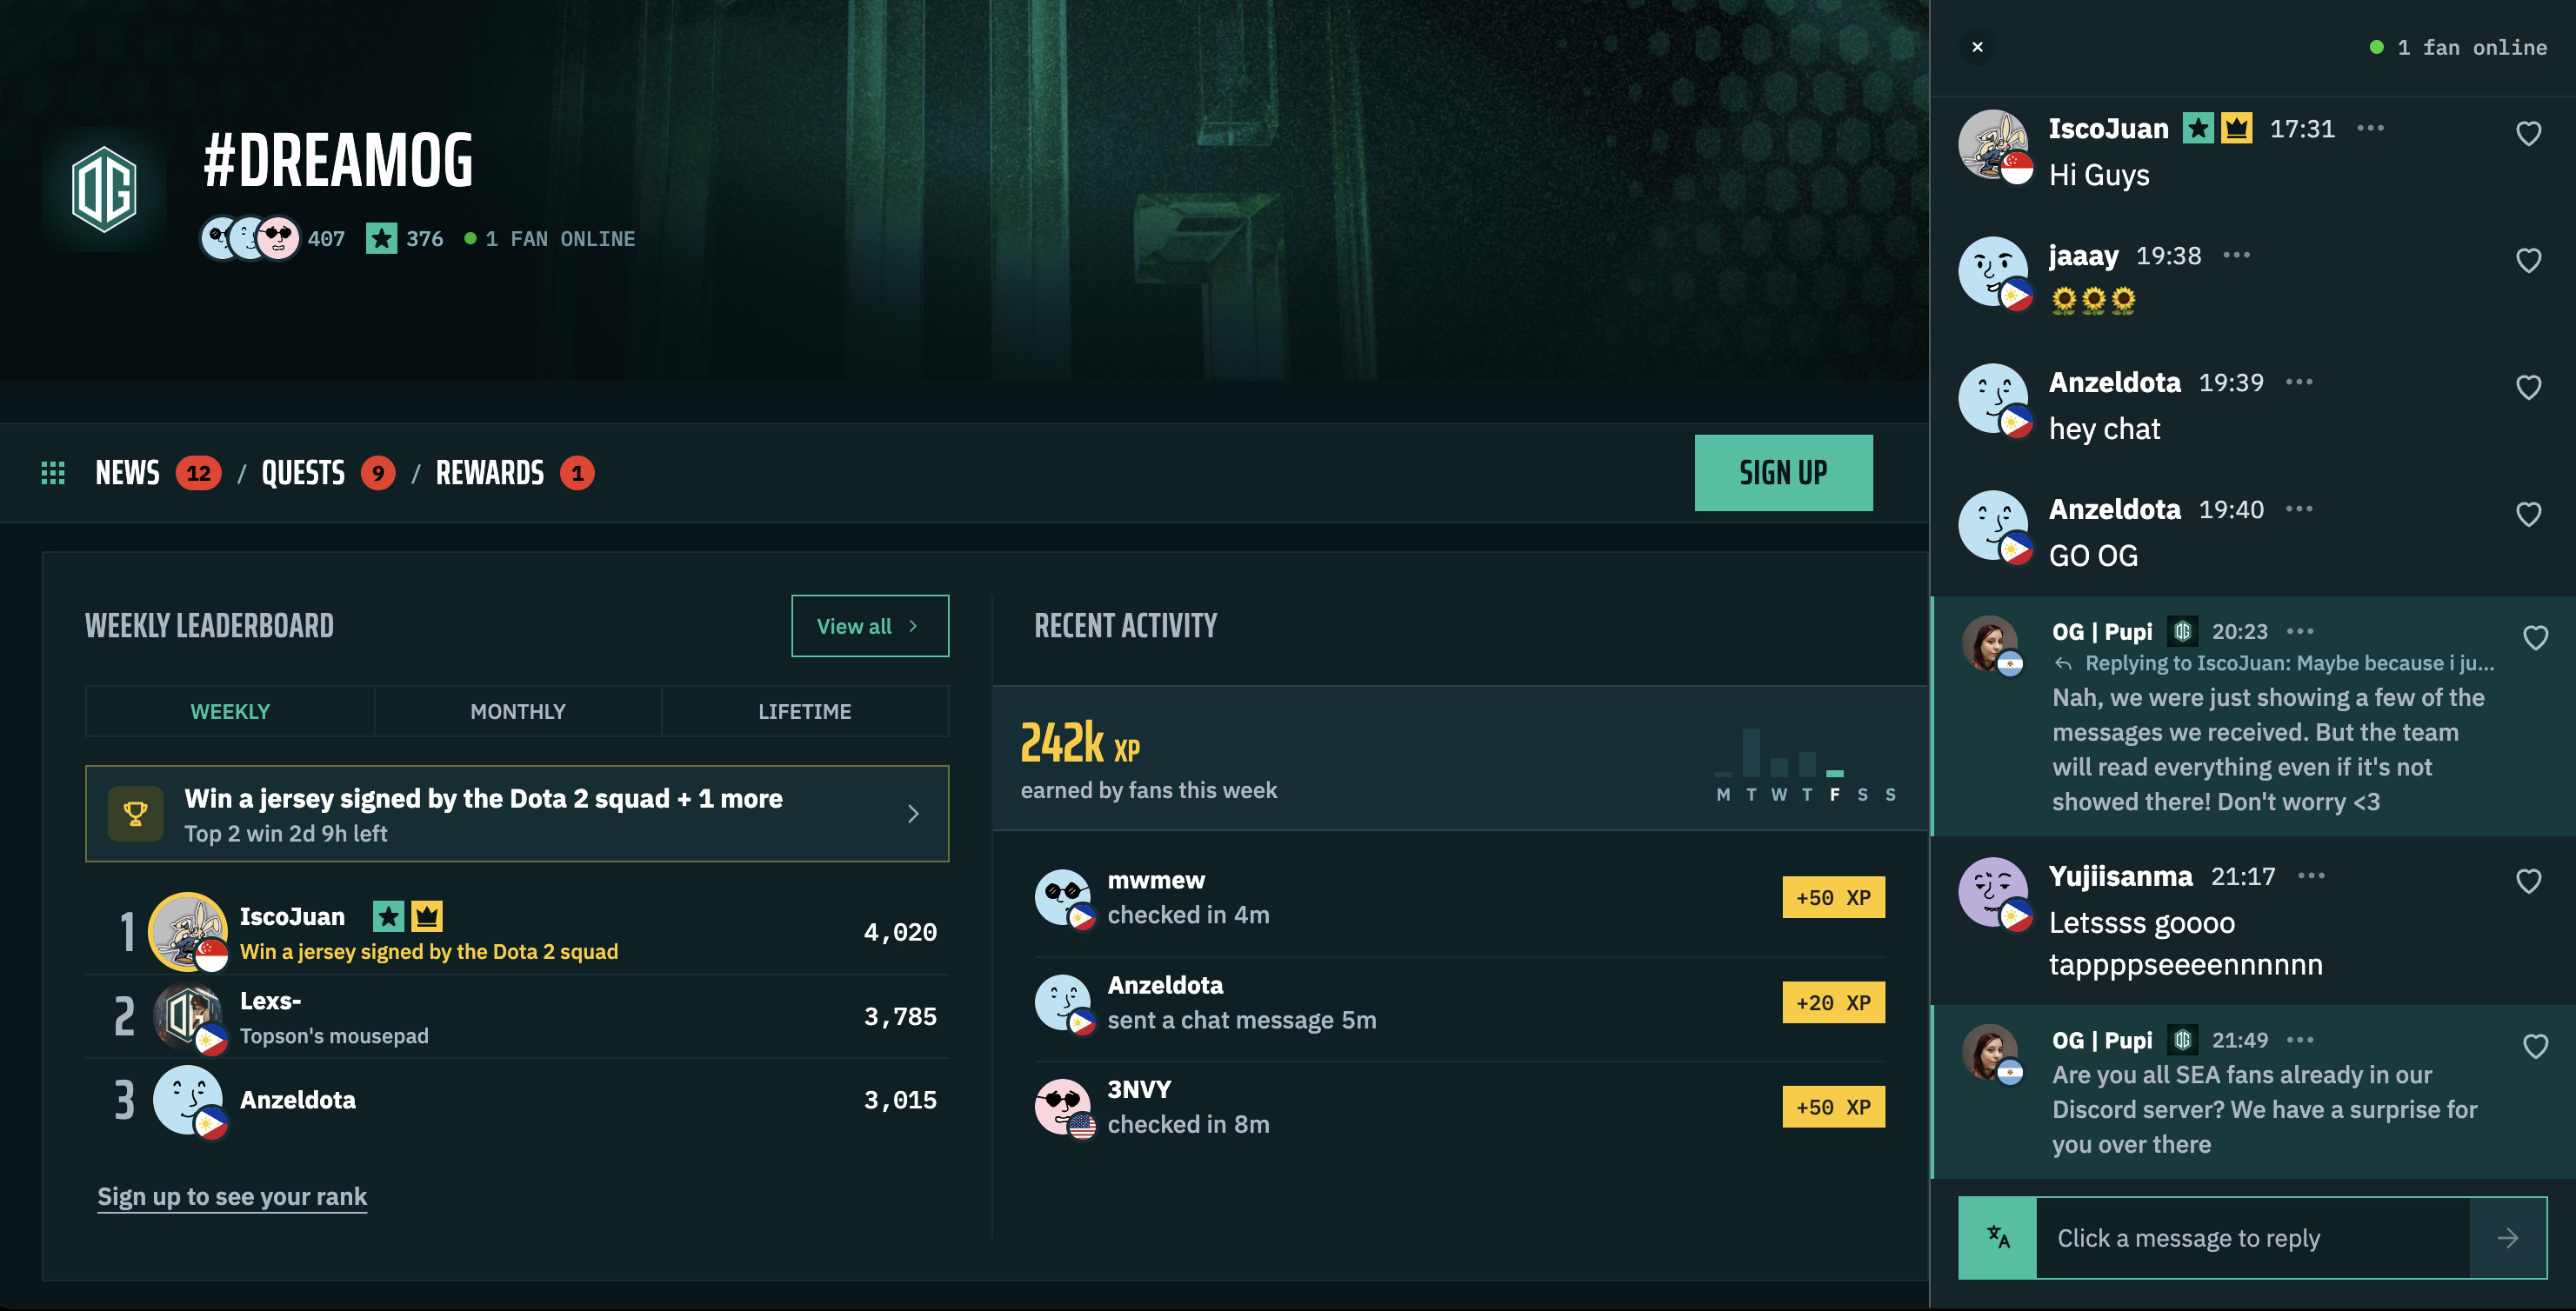 #DREAMOG
OG
407 376 1 FAN ONLINE
NEWS 12 / QUESTS 9 / REWARDS 1
SIGN UP
WEEKLY LEADERBOARD
View all
WEEKLY MONTHLY LIFETIME
Win a jersey signed by the Dota 2 squad + 1 more
Top 2 win 2d 9h left
1 IscoJuan 4,020
Win a jersey signed by the Dota 2 squad
2 Lexs- 3,785
Topson's mousepad
3 Anzeldota 3,015
Sign up to see your rank
RECENT ACTIVITY
242k XP
earned by fans this week
M T W T F S S
mwmew
checked in 4m
+50 XP
Anzeldota
sent a chat message 5m
+20 XP
3NVY
checked in 8m
+50 XP
1 fan online
IscoJuan 17:31
Hi Guys
jaaay 19:38
🌻🌻🌻
Anzeldota 19:39
hey chat
Anzeldota 19:40
GO OG
OG | Pupi OG 20:23
Replying to IscoJuan: Maybe because i ju...
Nah, we were just showing a few of the
messages we received. But the team
will read everything even if it's not
showed there! Don't worry <3
Yujiisanma 21:17
Letssss goooo
tappppseeeennnnnn
OG | Pupi OG 21:49
Are you all SEA fans already in our
Discord server? We have a surprise for
you over there
Click a message to reply